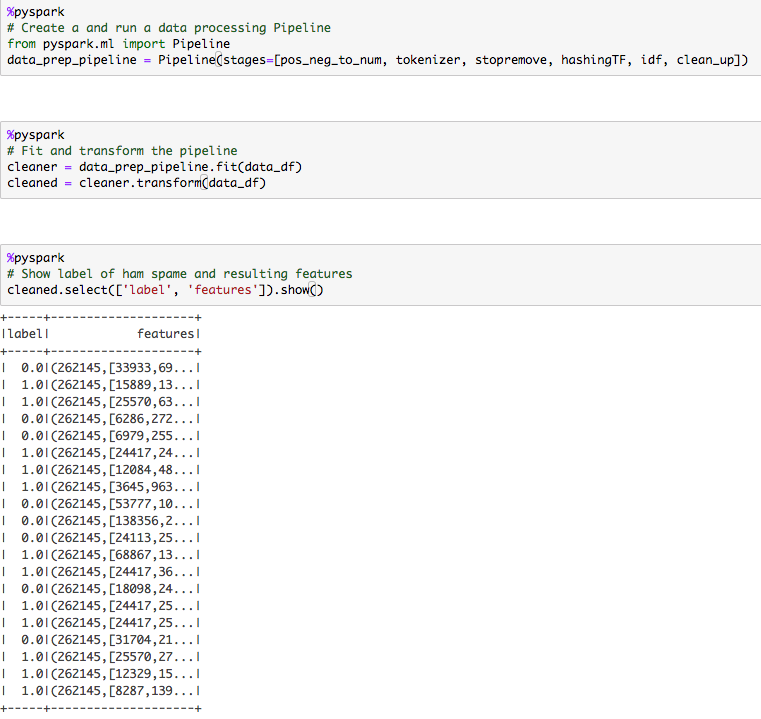 %pyspark
# Create a and run a data processing Pipeline
from pyspark.ml import Pipeline
data_prep_pipeline = Pipeline(stages=[pos_neg_to_num, tokenizer, stopremove, hashingTF, idf, clean_up])
%pyspark
# Fit and transform the pipeline
cleaner = data_prep_pipeline.fit(data_df)
cleaned = cleaner.transform(data_df)
%pyspark
# Show label of ham spame and resulting features
cleaned.select(['label', 'features']).show()
+-----+--------------------+
|label|            features|
+-----+--------------------+
|  0.0|(262145,[33933,69...|
|  1.0|(262145,[15889,13...|
|  1.0|(262145,[25570,63...|
|  0.0|(262145,[6286,272...|
|  0.0|(262145,[6979,255...|
|  1.0|(262145,[24417,24...|
|  1.0|(262145,[12084,48...|
|  1.0|(262145,[3645,963...|
|  0.0|(262145,[53777,10...|
|  0.0|(262145,[138356,2...|
|  0.0|(262145,[24113,25...|
|  1.0|(262145,[68867,13...|
|  1.0|(262145,[24417,36...|
|  0.0|(262145,[18098,24...|
|  1.0|(262145,[24417,25...|
|  1.0|(262145,[24417,25...|
|  0.0|(262145,[31704,21...|
|  1.0|(262145,[25570,27...|
|  1.0|(262145,[12329,15...|
|  1.0|(262145,[8287,139...|
+-----+--------------------+